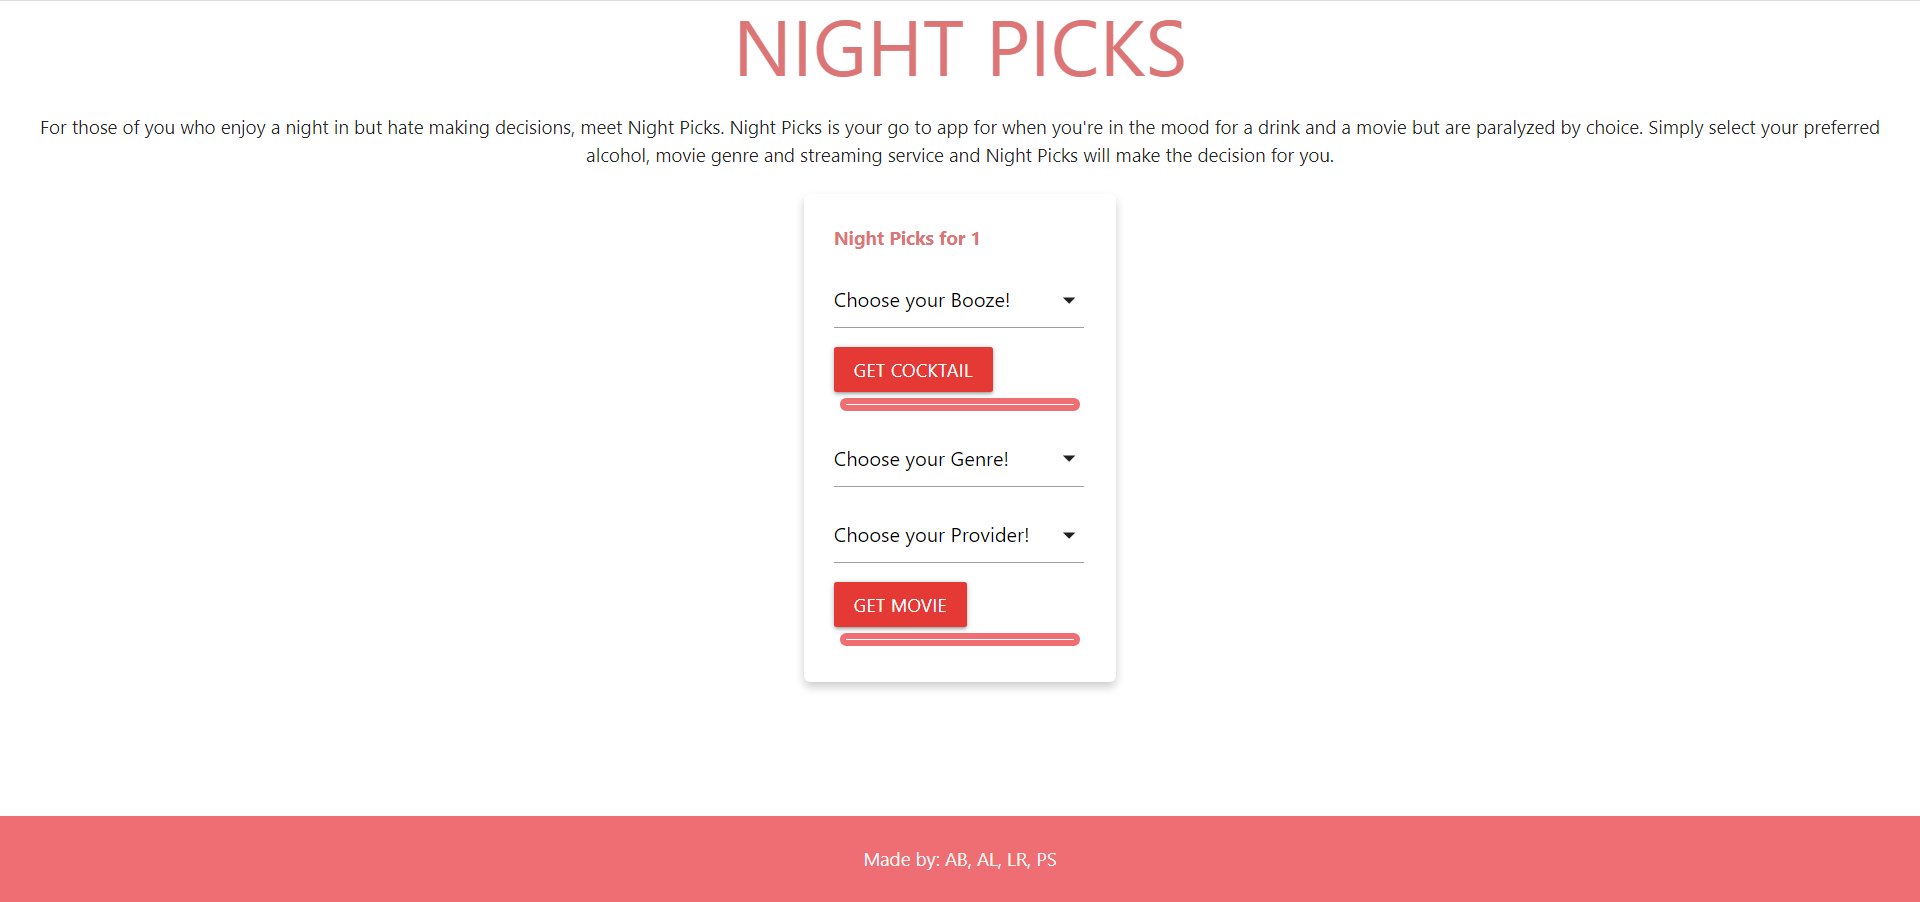 NIGHT PICKS
For those of you who enjoy a night in but hate making decisions, meet Night Picks. Night Picks is your go to app for when you're in the mood for a drink and a movie but are paralyzed by choice. Simply select your preferred
alcohol, movie genre and streaming service and Night Picks will make the decision for you.
Night Picks for 1
Choose your Booze!
GET COCKTAIL
Choose your Genre!
Choose your Provider!
GET MOVIE
Made by: AB, AL, LR, PS